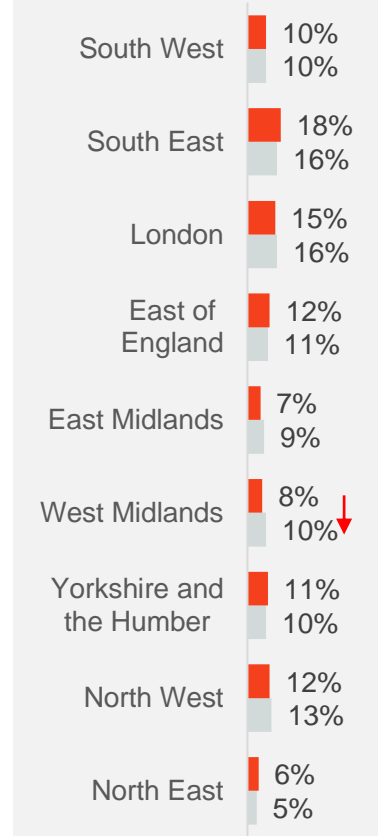 South West
10%
10%
South East
18%
16%
London
15%
16%
East of
England
12%
11%
East Midlands
7%
9%
West Midlands
8%
10%
Yorkshire and
the Humber
11%
10%
North West
12%
13%
North East
6%
5%